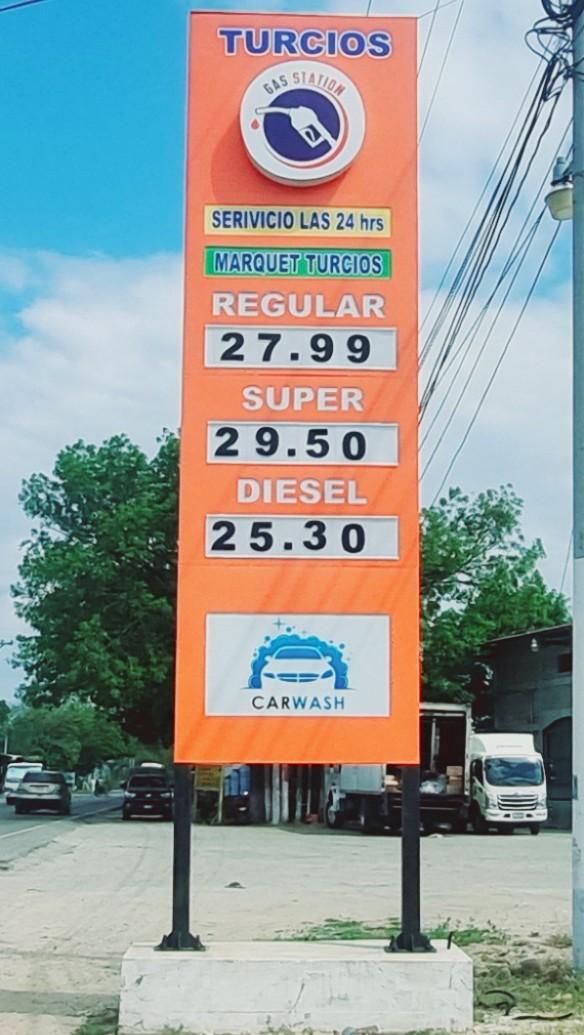 TURCIOS
GAS STATION
SERIVICIO LAS 24 hrs
MARQUET TURCIOS
REGULAR
27.99
SUPER
29.50
DIESEL
25.30
CARWASH